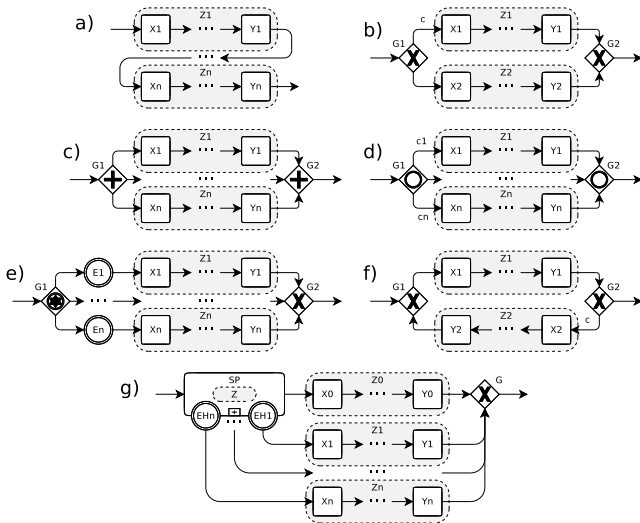 a)
Z1
X1 ... Y1
...
Zn
Xn ... Yn
b)
G1
c
Z1
X1 ... Y1
G2
X2 ... Y2
Z2
c)
G1
Z1
X1 ... Y1
G2
... ...
Zn
Xn ... Yn
d)
G1
c1
Z1
X1 ... Y1
G2
... ...
cn
Zn
Xn ... Yn
e)
G1
E1
Z1
X1 ... Y1
G2
... ...
En
Zn
Xn ... Yn
f)
G1
Z1
X1 ... Y1
G2
Z2
c
Y2 ... X2
g)
SP
Z
EHn
+
EH1
...
Z0
X0 ... Y0
G
Z1
X1 ... Y1
...
Zn
Xn ... Yn